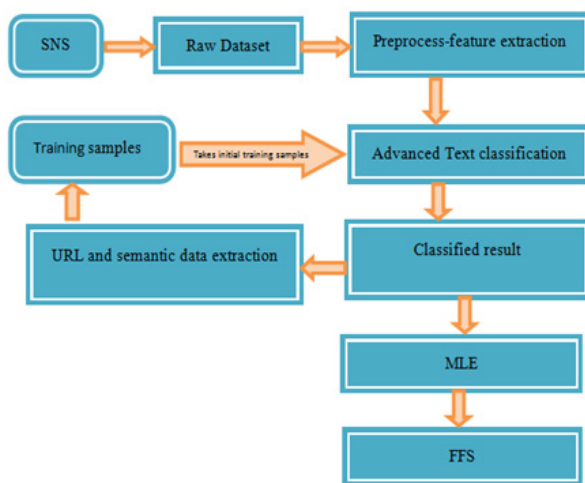 SNS
Raw Dataset
Preprocess-feature extraction
Training samples
Takes initial training samples
Advanced Text classification
URL and semantic data extraction
Classified result
MLE
FFS